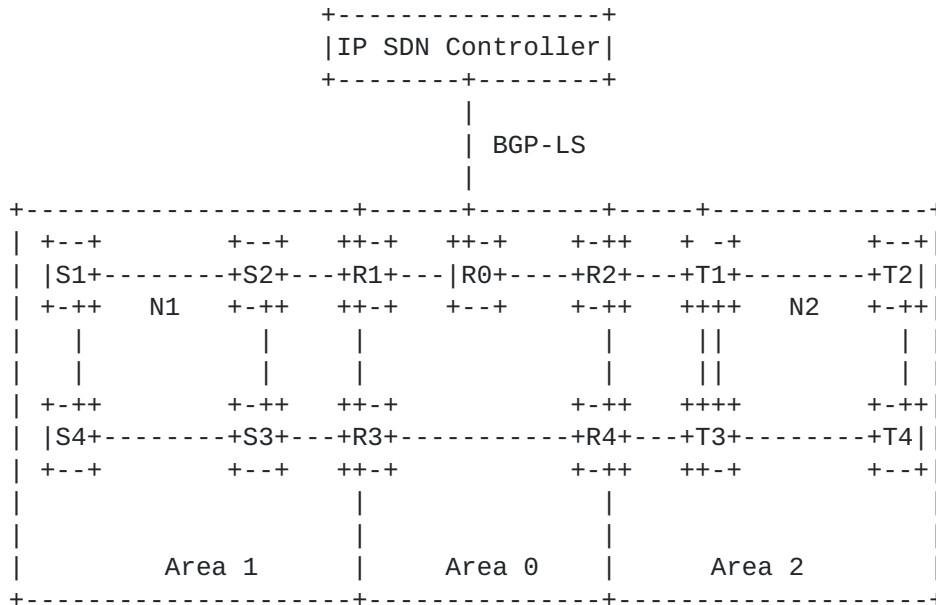 IP SDN Controller
BGP-LS
S1 S2 R1 R0 R2 T1 T2
N1 N2
S4 S3 R3 R4 T3 T4
Area 1 Area 0 Area 2